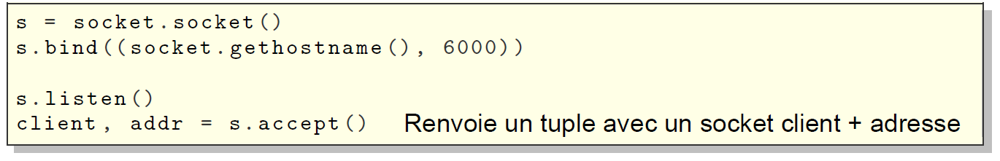 s = socket.socket()
s.bind((socket.gethostname(), 6000))
s.listen()
client, addr = s.accept() Renvoie un tuple avec un socket client + adresse